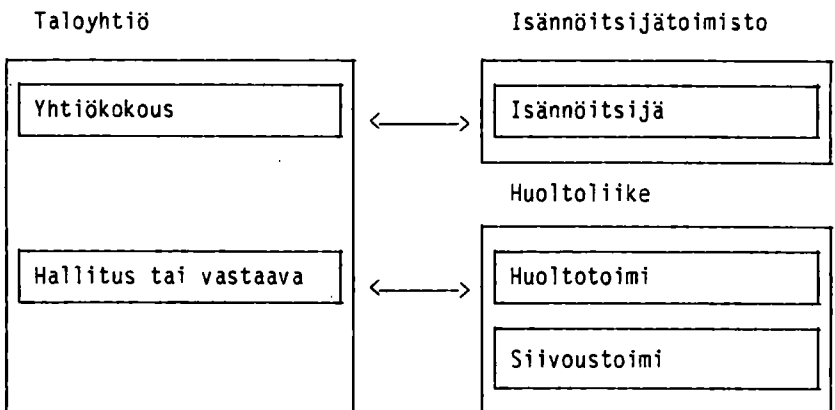 Taloyhtiö
Isännöitsijätoimisto
Yhtiökokous
Isännöitsijä
Huoltoliike
Hallitus tai vastaava
Huoltotoimi
Siivoustoimi